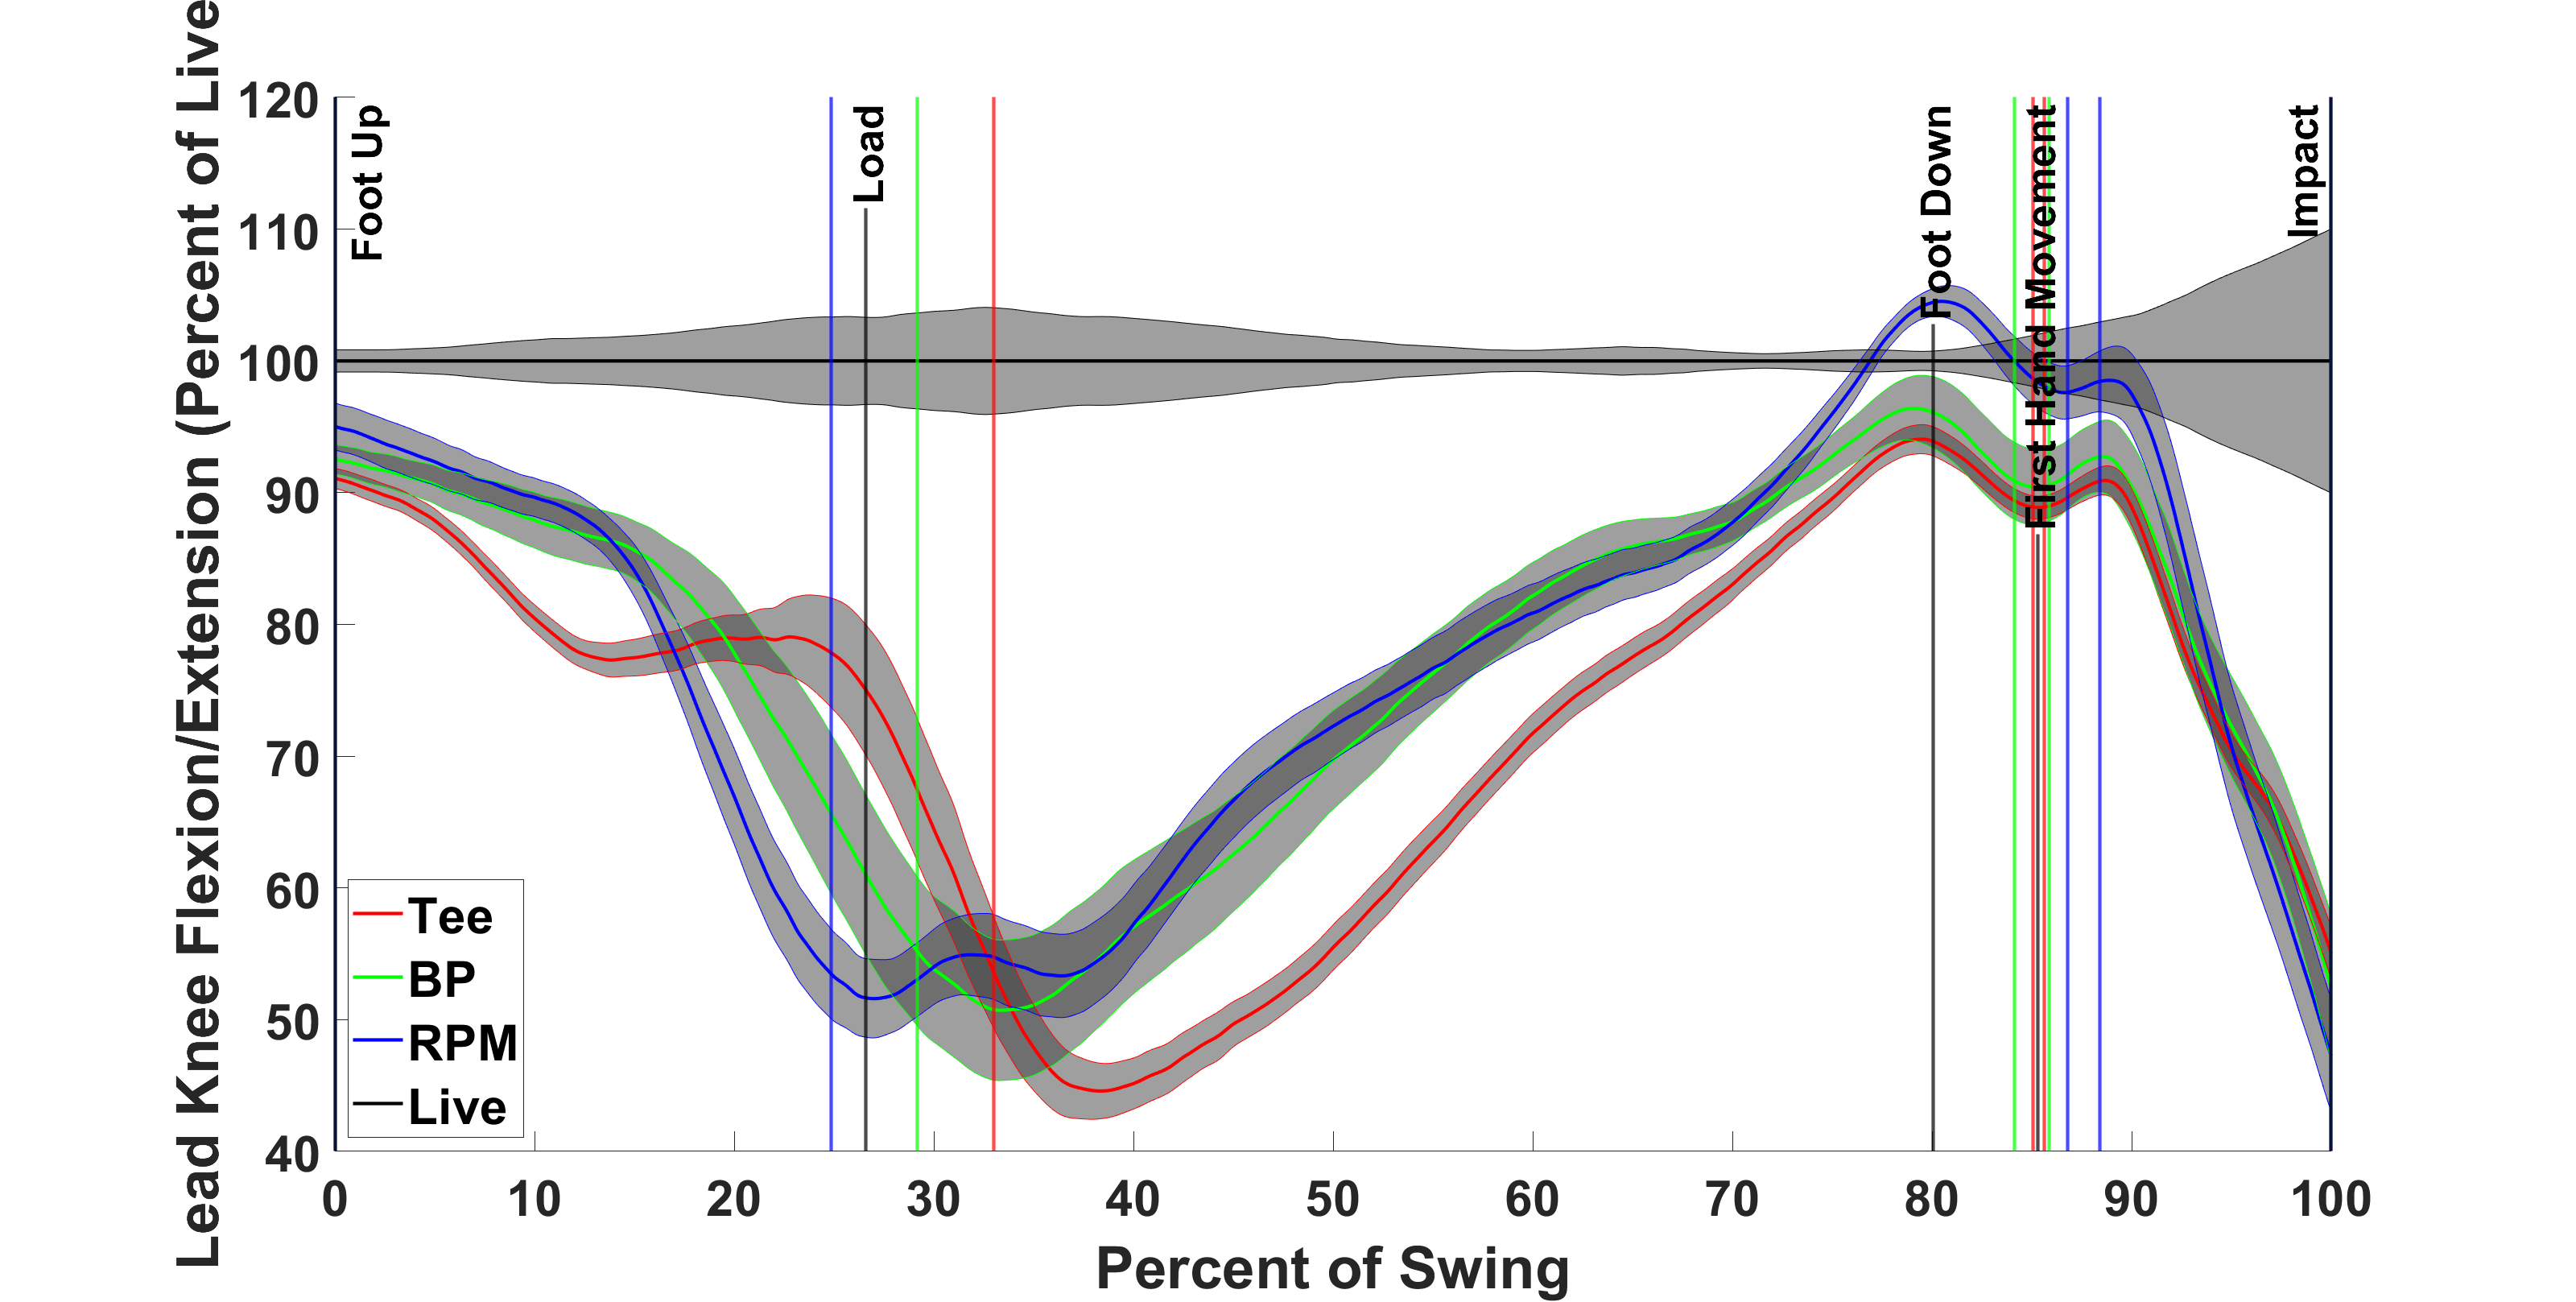 Lead Knee Flexion/Extension (Percent of Live
120
110
100
90
80
70
60
50
40
Foot Up
Load
Foot Down
First Hand Movement
Impact
Tee
BP
RPM
Live
0 10 20 30 40 50 60 70 80 90 100
Percent of Swing